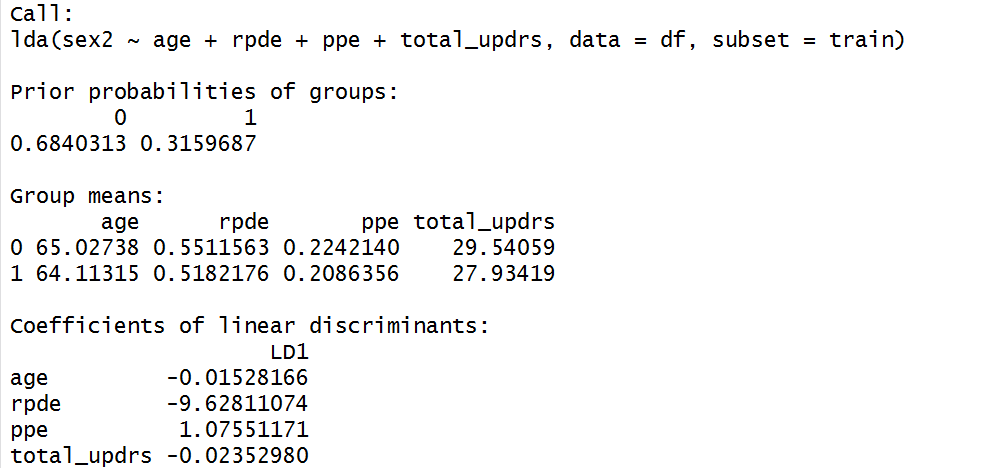 Call:
lda(sex2 ~ age + rpde + ppe + total_updrs, data = df, subset = train)
Prior probabilities of groups:
0 1
0.6840313 0.3159687
Group means:
age rpde ppe total_updrs
0 65.02738 0.5511563 0.2242140 29.54059
1 64.11315 0.5182176 0.2086356 27.93419
Coefficients of linear discriminants:
LD1
age -0.01528166
rpde -9.62811074
ppe 1.07551171
total_updrs -0.02352980